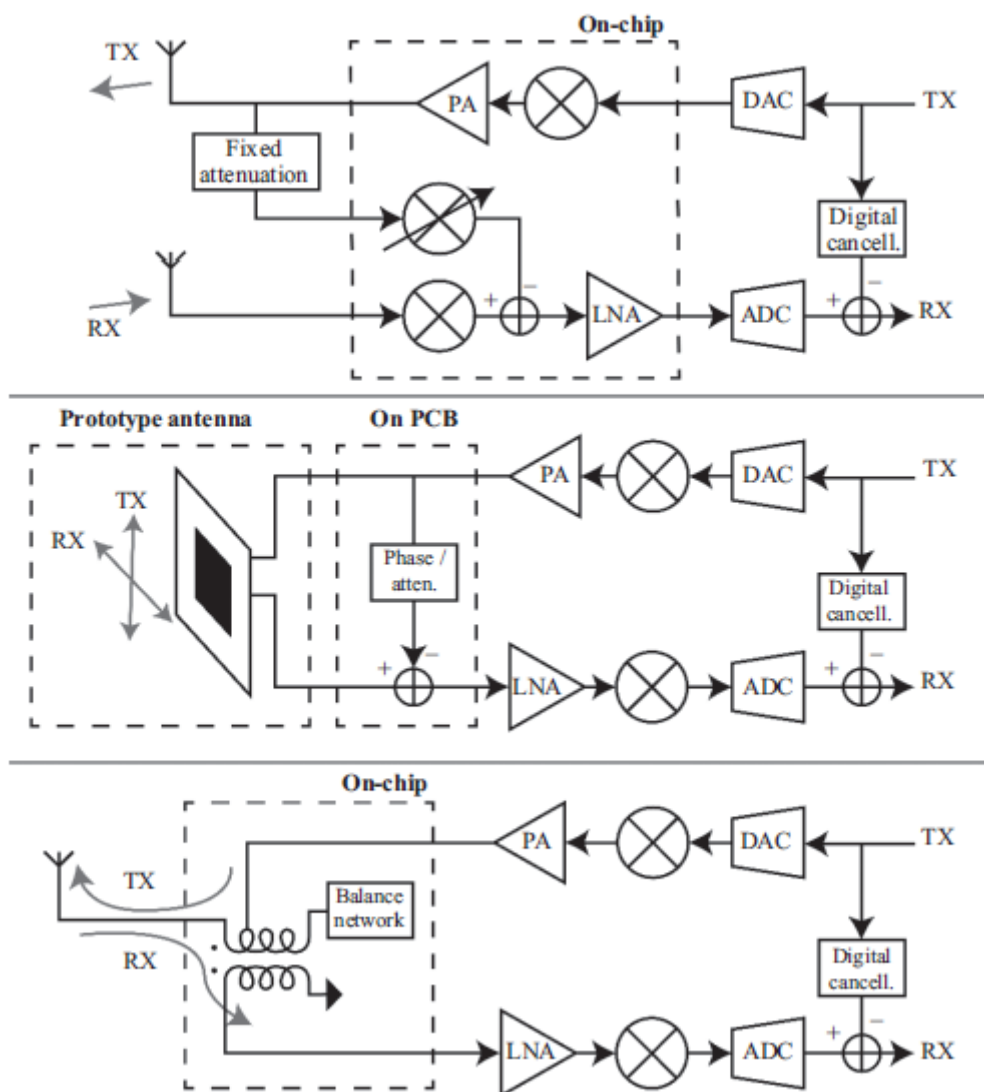 On-chip
TX
PA
DAC
TX
Fixed
attenuation
Digital
cancell.
+
−
+
−
RX
LNA
ADC
RX
Prototype antenna
On PCB
PA
DAC
TX
TX
RX
Phase /
atten.
Digital
cancell.
+
−
+
−
LNA
ADC
RX
On-chip
PA
DAC
TX
TX
Balance
network
RX
Digital
cancell.
+
−
LNA
ADC
RX